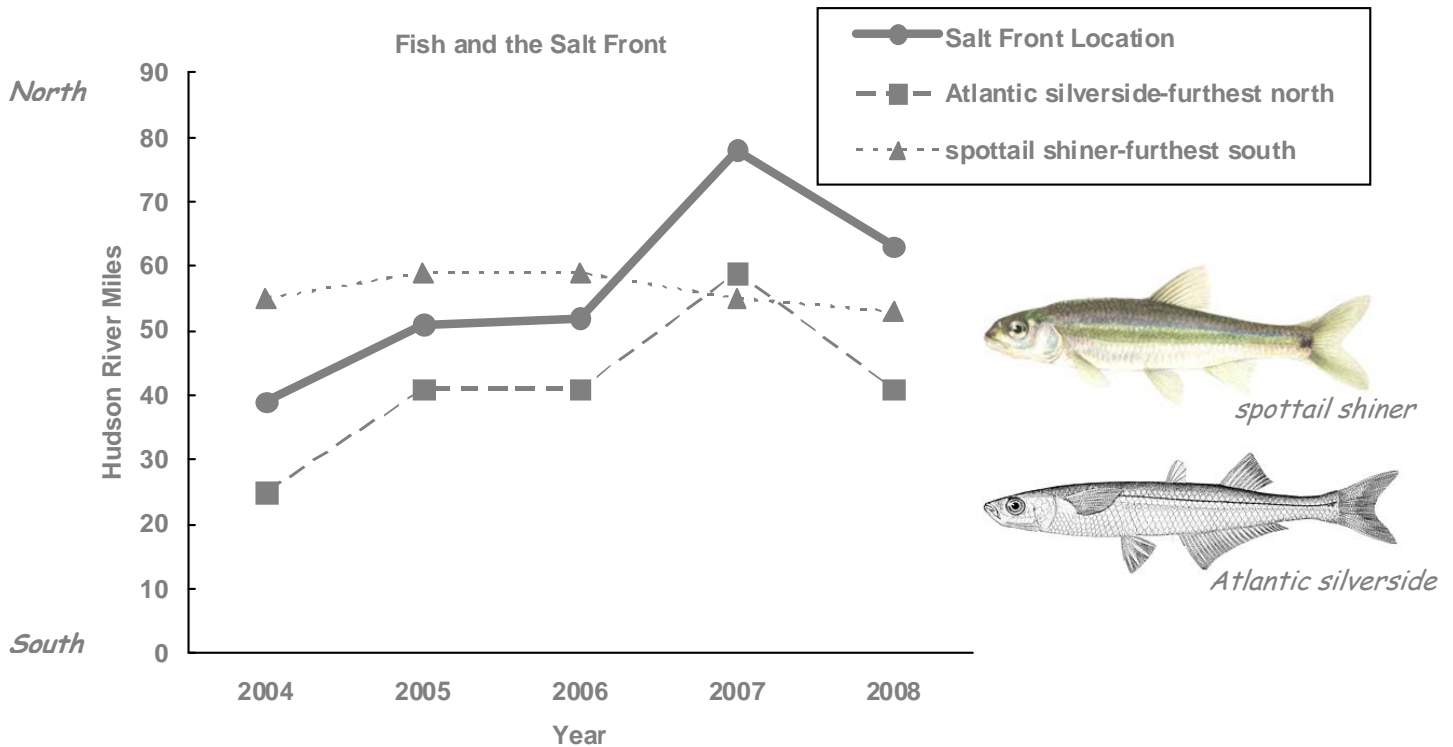 Fish and the Salt Front
Salt Front Location
Atlantic silverside-furthest north
spottail shiner-furthest south
North
South
Hudson River Miles
90
80
70
60
50
40
30
20
10
0
2004 2005 2006 2007 2008
Year
spottail shiner
Atlantic silverside